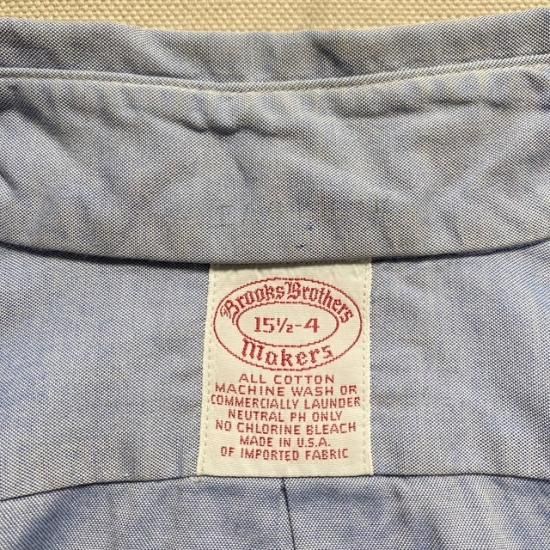 Brooks Brothers
15½-4
Makers
ALL COTTON
MACHINE WASH OR
COMMERCIALLY LAUNDER
NEUTRAL PH ONLY
NO CHLORINE BLEACH
MADE IN U.S.A.
OF IMPORTED FABRIC